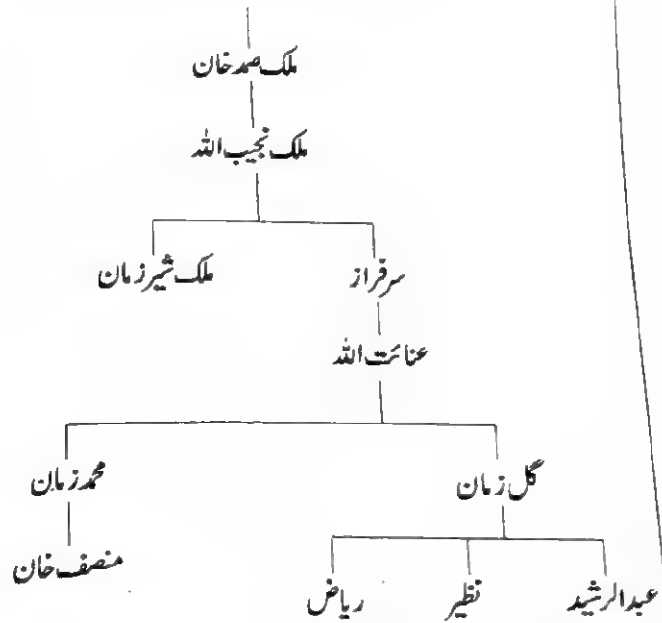 ملک صمد خان
ملک نجیب اللہ
سرفراز ملک شیر زمان
عنائت اللہ
گل زمان محمد زمان
منصف خان
عبدالرشید نظیر ریاض